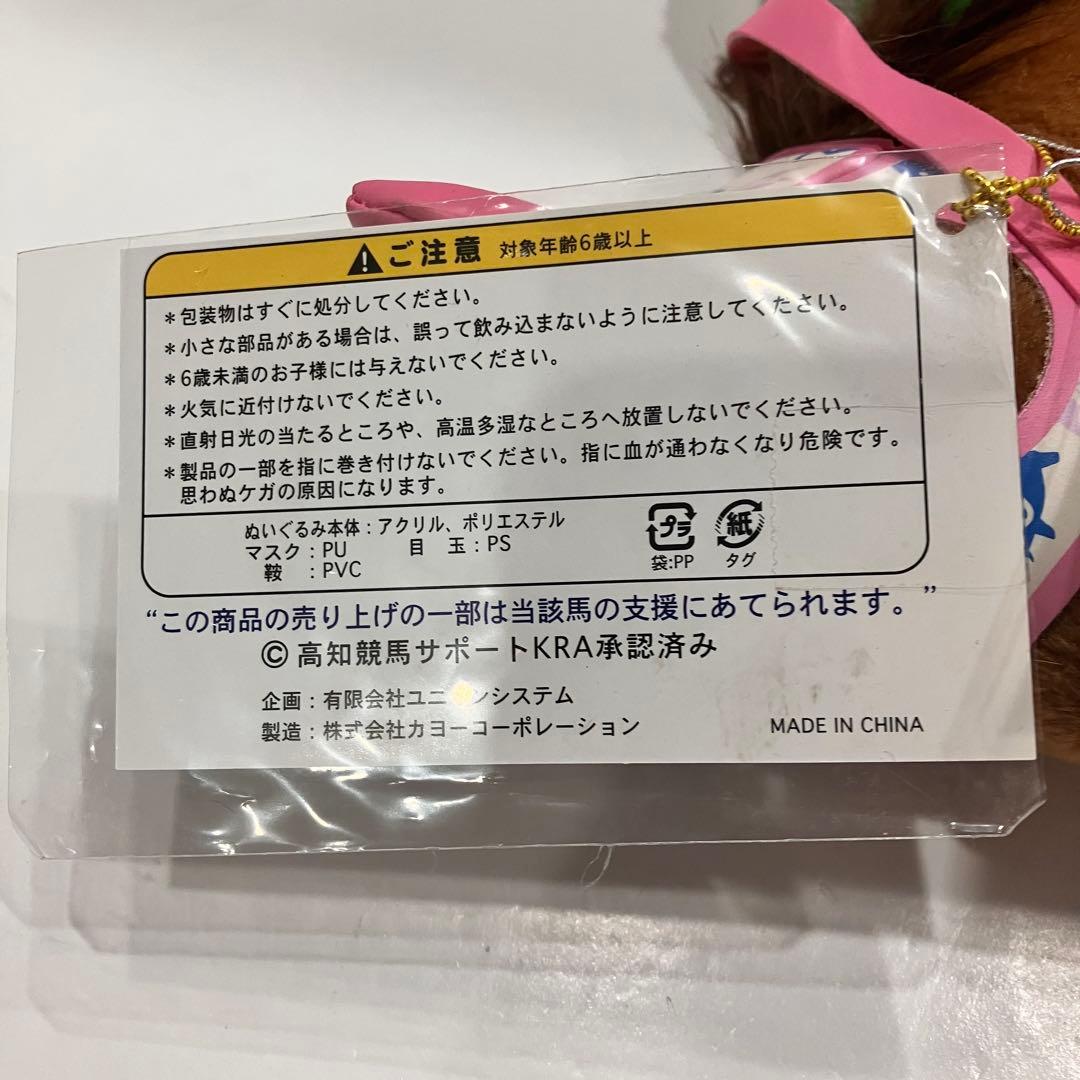 ご注意 対象年齢6歳以上
*包装物はすぐに処分してください。
*小さな部品がある場合は、誤って飲み込まないように注意してください。
*6歳未満のお子様には与えないでください。
*火気に近付けないでください。
*直射日光の当たるところや、高温多湿なところへ放置しないでください。
*製品の一部を指に巻き付けないでください。指に血が通わなくなり危険です。
思わぬケガの原因になります。
ぬいぐるみ本体:アクリル、ポリエステル
マスク:PU 目 玉:PS
鞍 :PVC
プラ 紙
袋:PP タグ
“この商品の売り上げの一部は当該馬の支援にあてられます。”
© 高知競馬サポートKRA承認済み
企画:有限会社ユニオンシステム
製造:株式会社カヨーコーポレーション
MADE IN CHINA